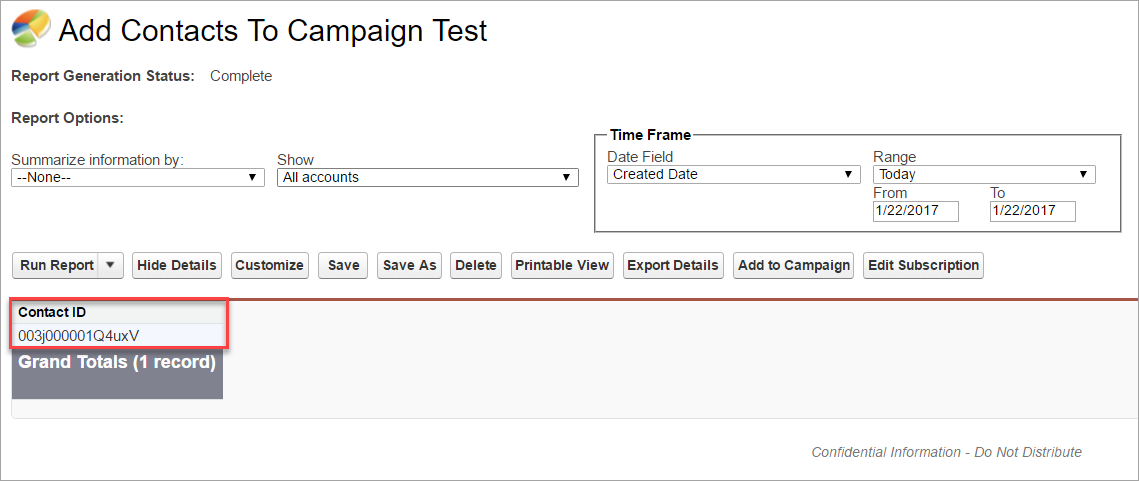 Add Contacts To Campaign Test
Report Generation Status: Complete
Report Options:
Summarize information by:
--None--
Show
All accounts
Time Frame
Date Field
Created Date
Range
Today
From
1/22/2017
To
1/22/2017
Run Report Hide Details Customize Save Save As Delete Printable View Export Details Add to Campaign Edit Subscription
Contact ID
003j000001Q4uxV
Grand Totals (1 record)
Confidential Information - Do Not Distribute